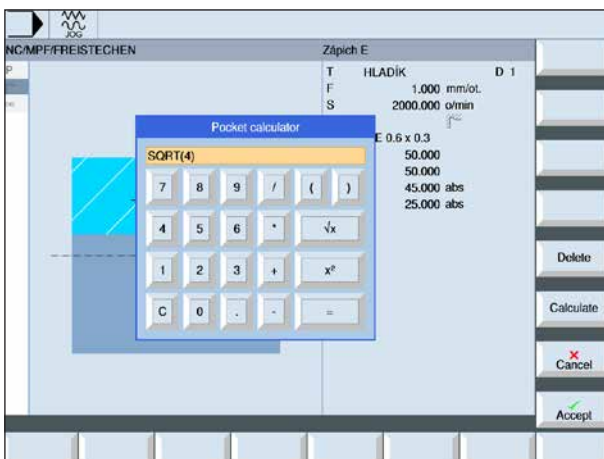 JOG
NC/MPF/FREISTECHEN
Zápich E
P
T HLADÍK D 1
F 1.000 mm/ot.
S 2000.000 o/min
E 0.6 x 0.3
50.000
50.000
45.000 abs
25.000 abs
Pocket calculator
SQRT(4)
7 8 9 / ( )
4 5 6 * √x
1 2 3 + x²
C 0 . - =
Delete
Calculate
Cancel
Accept